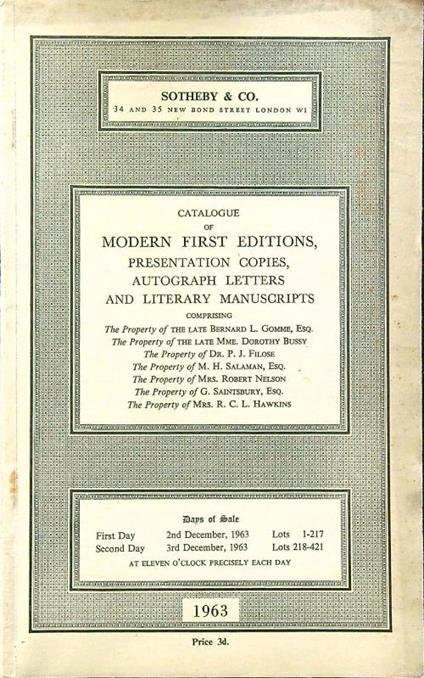 SOTHEBY & CO.
34 AND 35 NEW BOND STREET LONDON W1
CATALOGUE
OF
MODERN FIRST EDITIONS,
PRESENTATION COPIES,
AUTOGRAPH LETTERS
AND LITERARY MANUSCRIPTS
COMPRISING
The Property of THE LATE BERNARD L. GOMME, ESQ.
The Property of THE LATE MME. DOROTHY BUSSY
The Property of DR. P. J. FILOSE
The Property of M. H. SALAMAN, ESQ.
The Property of MRS. ROBERT NELSON
The Property of G. SAINTSBURY, ESQ.
The Property of MRS. R. C. L. HAWKINS
Days of Sale
First Day 2nd December, 1963 Lots 1-217
Second Day 3rd December, 1963 Lots 218-421
AT ELEVEN O'CLOCK PRECISELY EACH DAY
1963
Price 3d.